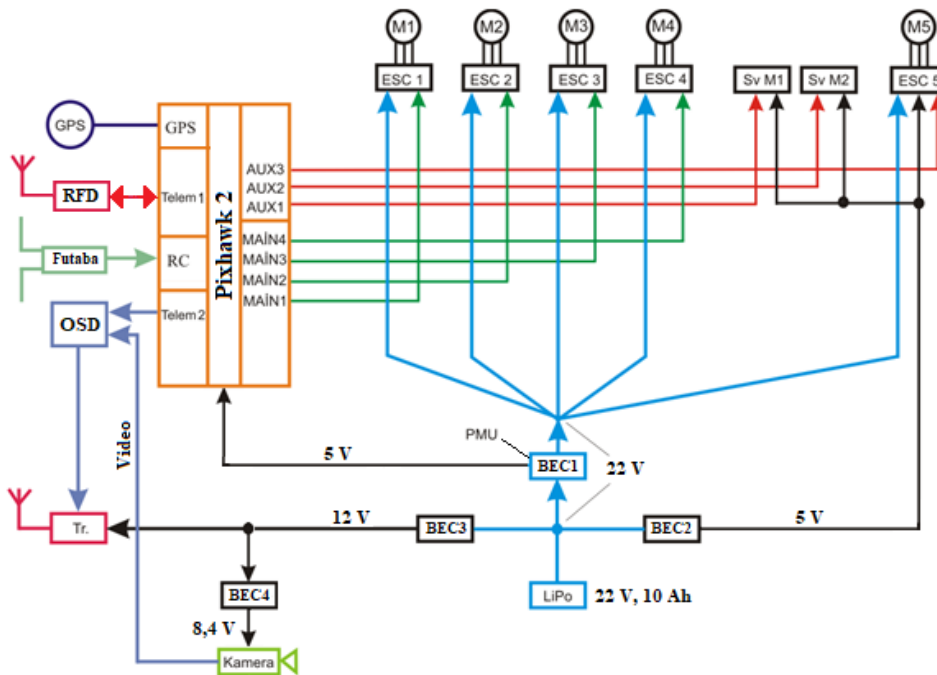 M1 M2 M3 M4 M5
ESC 1 ESC 2 ESC 3 ESC 4 Sv M1 Sv M2 ESC 5
GPS
GPS
RFD
Telem 1
Futaba
RC
OSD
Telem 2
Pixhawk 2
AUX3
AUX2
AUX1
MAİN4
MAİN3
MAİN2
MAİN1
Video
PMU
5 V
BEC1
22 V
Tr.
12 V
BEC3
BEC2
5 V
BEC4
LiPo
22 V, 10 Ah
8,4 V
Kamera